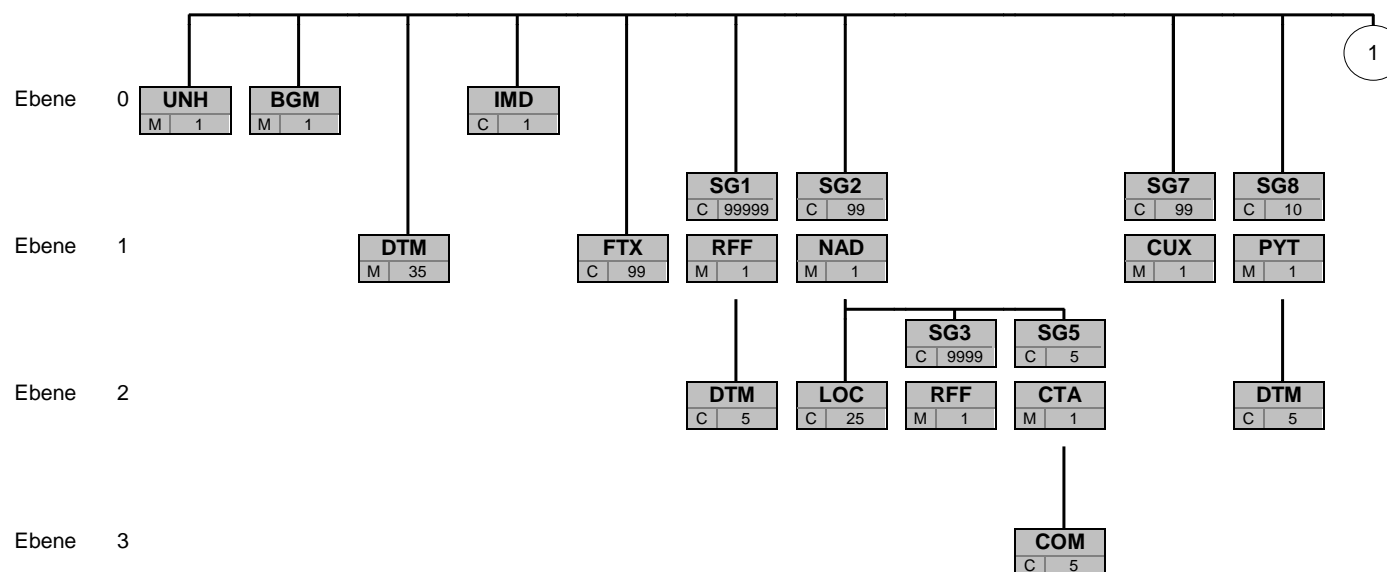 1
Ebene 0 UNH BGM IMD
M 1 M 1 C 1
SG1 SG2 SG7 SG8
C 99999 C 99 C 99 C 10
Ebene 1 DTM FTX RFF NAD CUX PYT
M 35 C 99 M 1 M 1 M 1 M 1
SG3 SG5
C 9999 C 5
Ebene 2 DTM LOC RFF CTA DTM
C 5 C 25 M 1 M 1 C 5
Ebene 3 COM
C 5